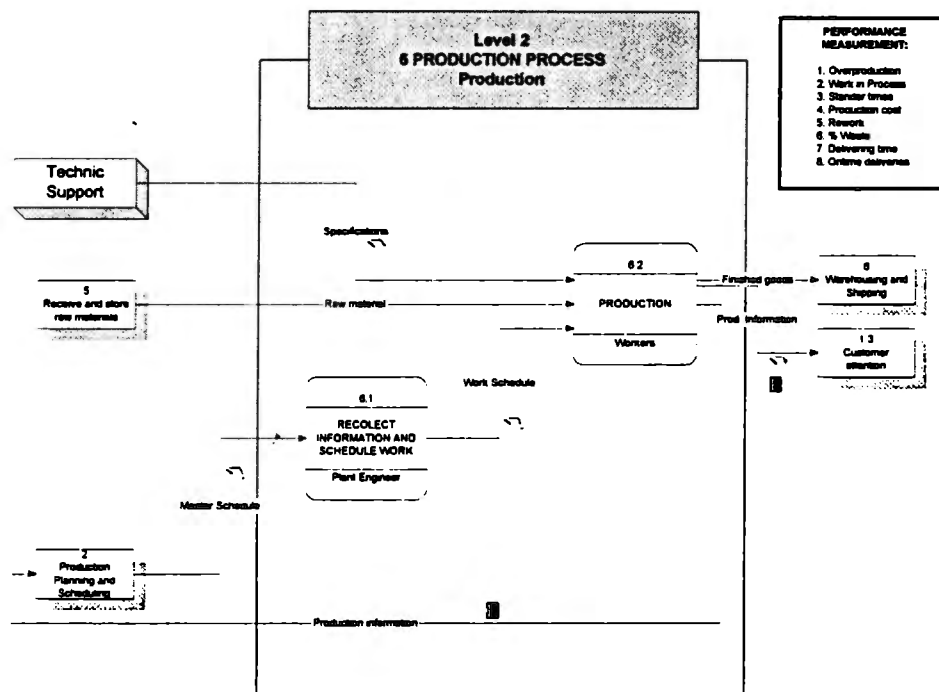 Level 2
6 PRODUCTION PROCESS
Production
PERFORMANCE
MEASUREMENT:
1. Overproduction
2. Work in Process
3. Stander times
4. Production cost
5. Rework
6. % Waste
7. Delivering time
8. Ontime deliveries
Technic
Support
Specifications
5
Receive and store
raw materials
Raw material
6.2
PRODUCTION
Workers
Finished goods
Prod. Information
Warehousing and
Shipping
1.3
Customer
attention
Work Schedule
6.1
RECOLECT
INFORMATION AND
SCHEDULE WORK
Plant Engineer
Master Schedule
2
Production
Planning and
Scheduling
Production information